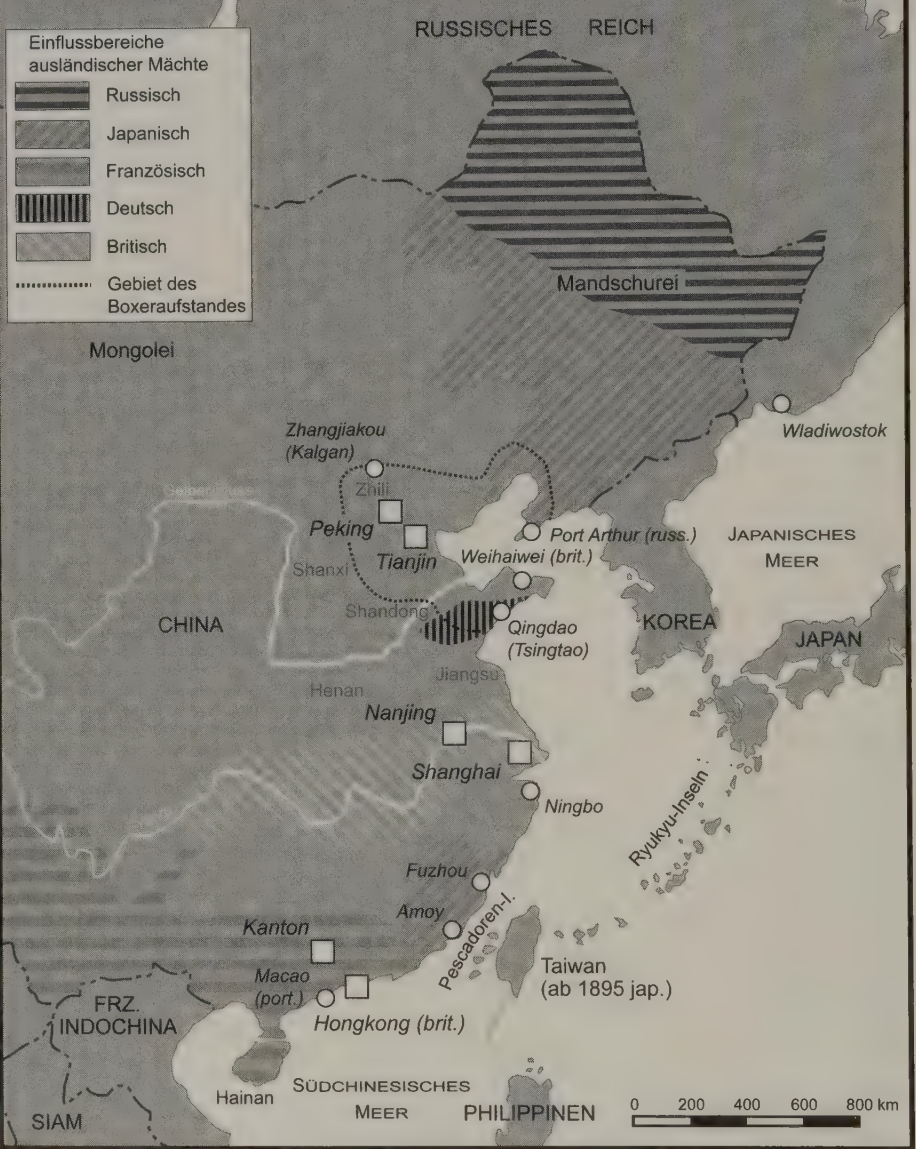 RUSSISCHES REICH
Einflussbereiche
ausländischer Mächte
Russisch
Japanisch
Französisch
Deutsch
Britisch
Gebiet des
Boxeraufstandes
Mandschurei
Mongolei
Wladiwostok
Zhangjiakou
(Kalgan)
Zhili
Peking
Tianjin
Port Arthur (russ.)
Weihaiwei (brit.)
JAPANISCHES
MEER
Shanxi
Shandong
CHINA
Qingdao
(Tsingtao)
KOREA
JAPAN
Jiangsu
Henan
Nanjing
Shanghai
Ningbo
Ryukyu-Inseln
Fuzhou
Amoy
Pescadoren-I.
Kanton
Taiwan
(ab 1895 jap.)
Macao
(port.)
Hongkong (brit.)
FRZ.
INDOCHINA
Hainan
SÜDCHINESISCHES
MEER
PHILIPPINEN
SIAM
0 200 400 600 800 km